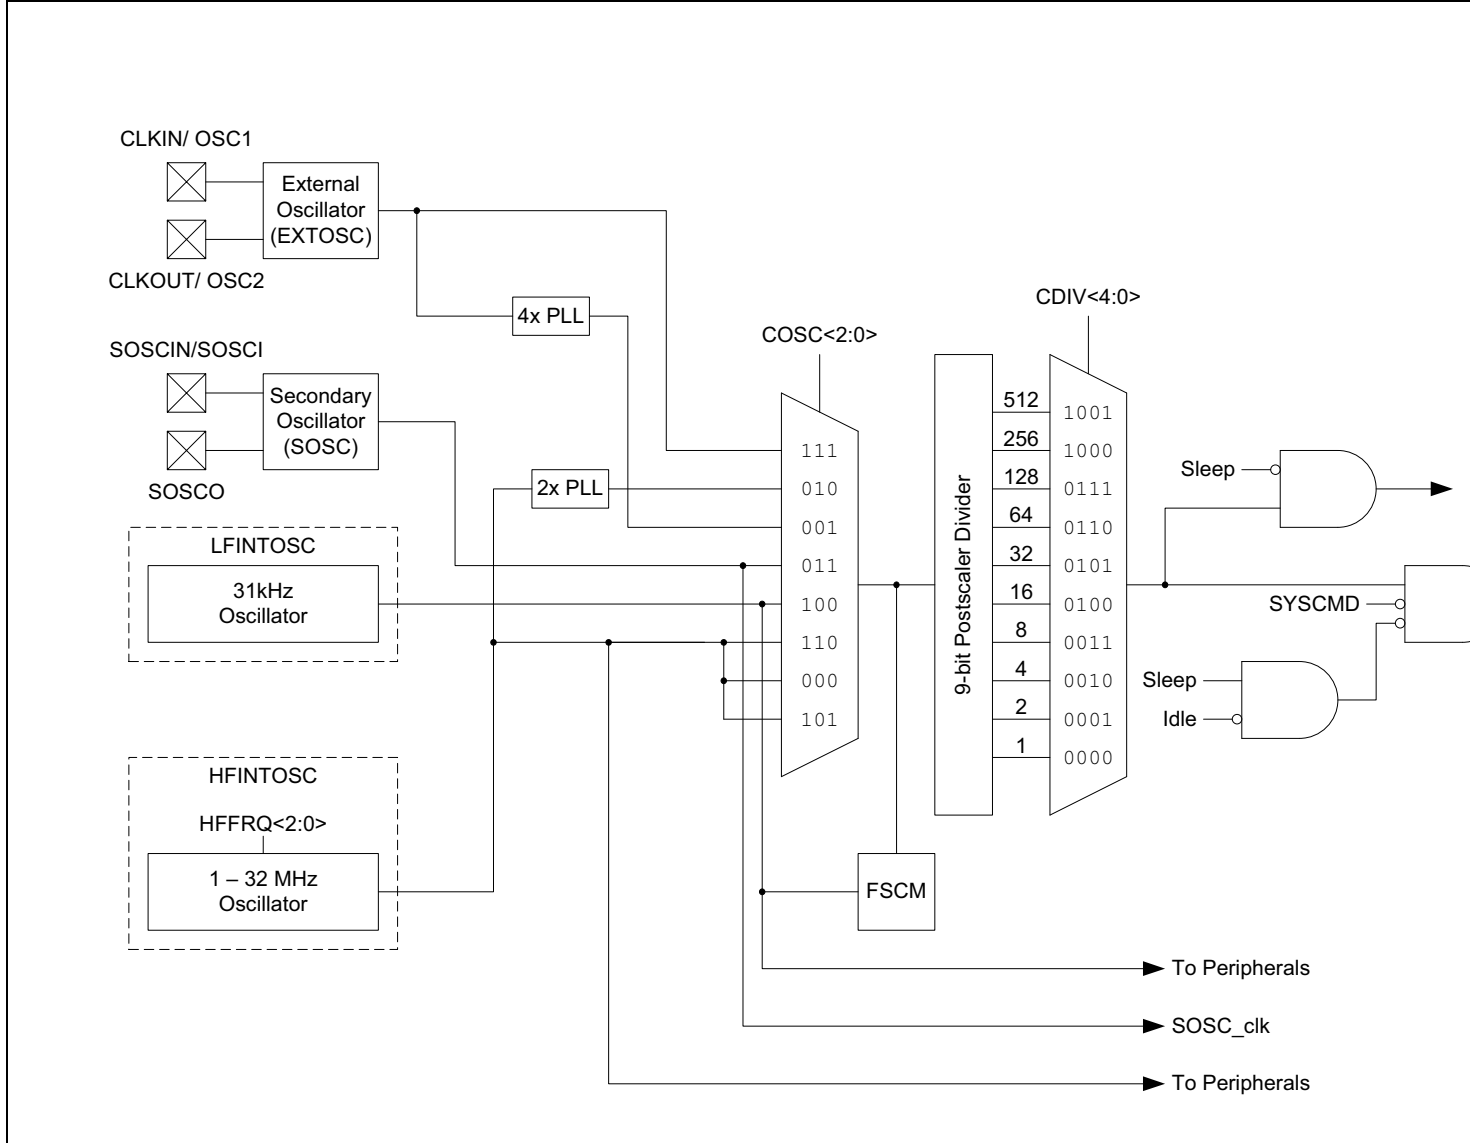 CLKIN/ OSC1
External
Oscillator
(EXTOSC)
CLKOUT/ OSC2
4x PLL
CDIV<4:0>
COSC<2:0>
SOSCIN/SOSCI
Secondary
Oscillator
(SOSC)
SOSCO
2x PLL
LFINTOSC
31kHz
Oscillator
HFINTOSC
HFFRQ<2:0>
1 – 32 MHz
Oscillator
111
010
001
011
100
110
000
101
9-bit Postscaler Divider
512
256
128
64
32
16
8
4
2
1
1001
1000
0111
0110
0101
0100
0011
0010
0001
0000
Sleep
SYSCMD
Sleep
Idle
FSCM
To Peripherals
SOSC_clk
To Peripherals